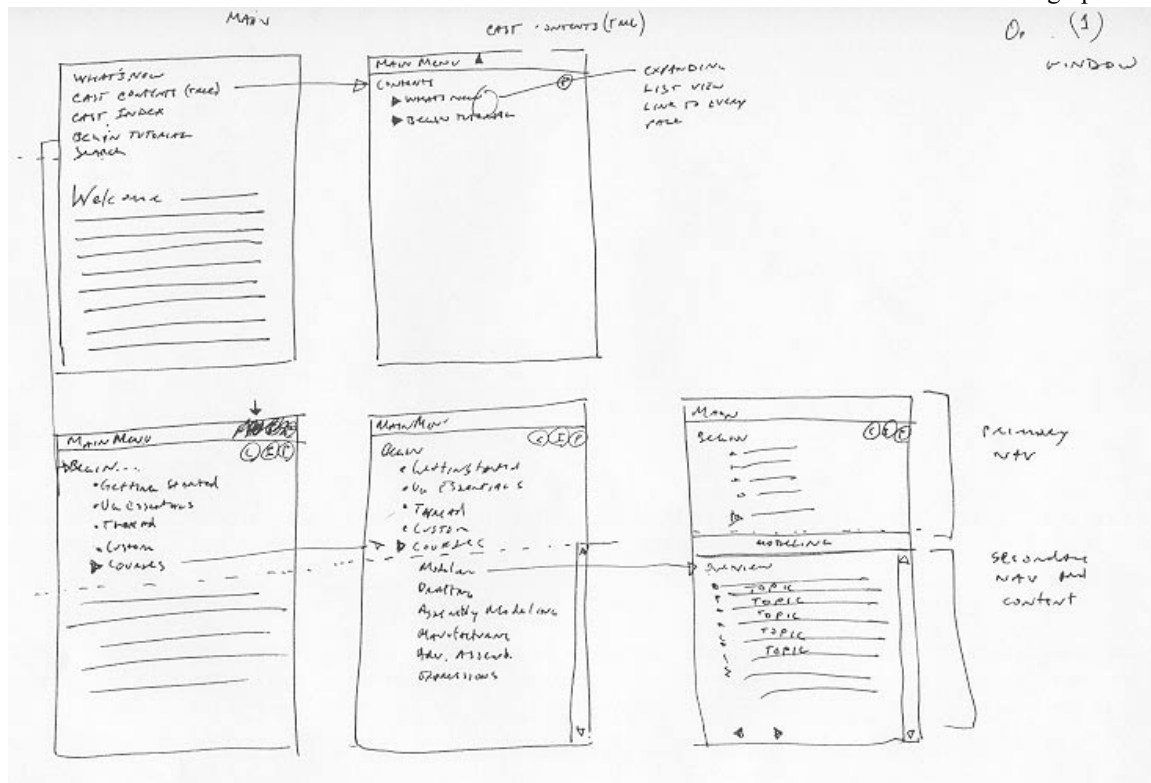 MAIN
CAST CONTENTS (TREE)
(1)
WINDOW
WHAT'S NEW
CAST CONTENTS (TREE)
CAST INDEX
BEGIN TUTORIAL
SEARCH
Welcome
MAIN MENU
CONTENTS
P
WHAT'S NEW
BEGIN TUTORIAL
EXPANDING
LIST VIEW
LINK TO EVERY
PAGE
MAIN MENU
BEGIN...
• Getting Started
• UG Essentials
• Thread
• Custom
COURSES
MAIN MENU
C I P
BEGIN
• Getting Started
• UG ESSENTIALS
• Thread
• Custom
COURSES
Modeling
Drafting
Assembly Modeling
Manufacturing
Adv. Assemb.
EXPRESSIONS
MAIN
BEGIN
MODELING
OVERVIEW
TOPIC
TOPIC
TOPIC
TOPIC
TOPIC
PRIMARY
NAV
SECONDARY
NAV AND
CONTENT